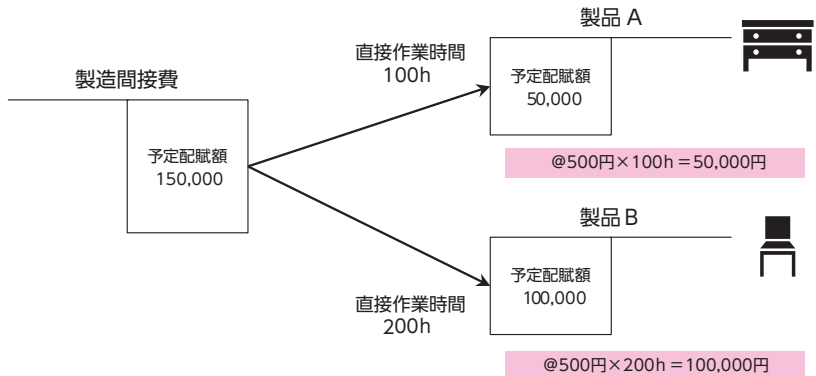 製造間接費
予定配賦額
150,000
直接作業時間
100h
製品 A
予定配賦額
50,000
@500円×100h＝50,000円
直接作業時間
200h
製品 B
予定配賦額
100,000
@500円×200h＝100,000円